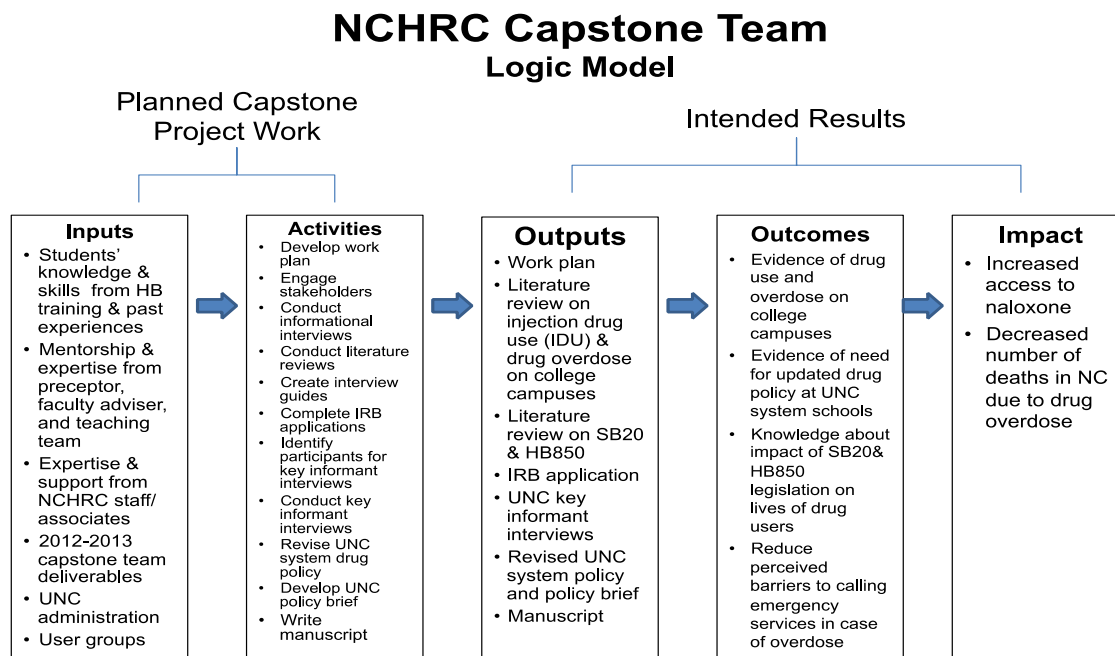 NCHRC Capstone Team
Logic Model
Planned Capstone
Project Work
Intended Results
Inputs
• Students'
knowledge &
skills from HB
training & past
experiences
• Mentorship &
expertise from
preceptor,
faculty adviser,
and teaching
team
• Expertise &
support from
NCHRC staff/
associates
• 2012-2013
capstone team
deliverables
• UNC
administration
• User groups
Activities
• Develop work
plan
• Engage
stakeholders
• Conduct
informational
interviews
• Conduct literature
reviews
• Create interview
guides
• Complete IRB
applications
• Identify
participants for
key informant
interviews
• Conduct key
informant
interviews
• Revise UNC
system drug
policy
• Develop UNC
policy brief
• Write
manuscript
Outputs
• Work plan
• Literature
review on
injection drug
use (IDU) &
drug overdose
on college
campuses
• Literature
review on SB20
& HB850
• IRB application
• UNC key
informant
interviews
• Revised UNC
system policy
and policy brief
• Manuscript
Outcomes
• Evidence of drug
use and
overdose on
college
campuses
• Evidence of need
for updated drug
policy at UNC
system schools
• Knowledge about
impact of SB20&
HB850
legislation on
lives of drug
users
• Reduce
perceived
barriers to calling
emergency
services in case
of overdose
Impact
• Increased
access to
naloxone
• Decreased
number of
deaths in NC
due to drug
overdose